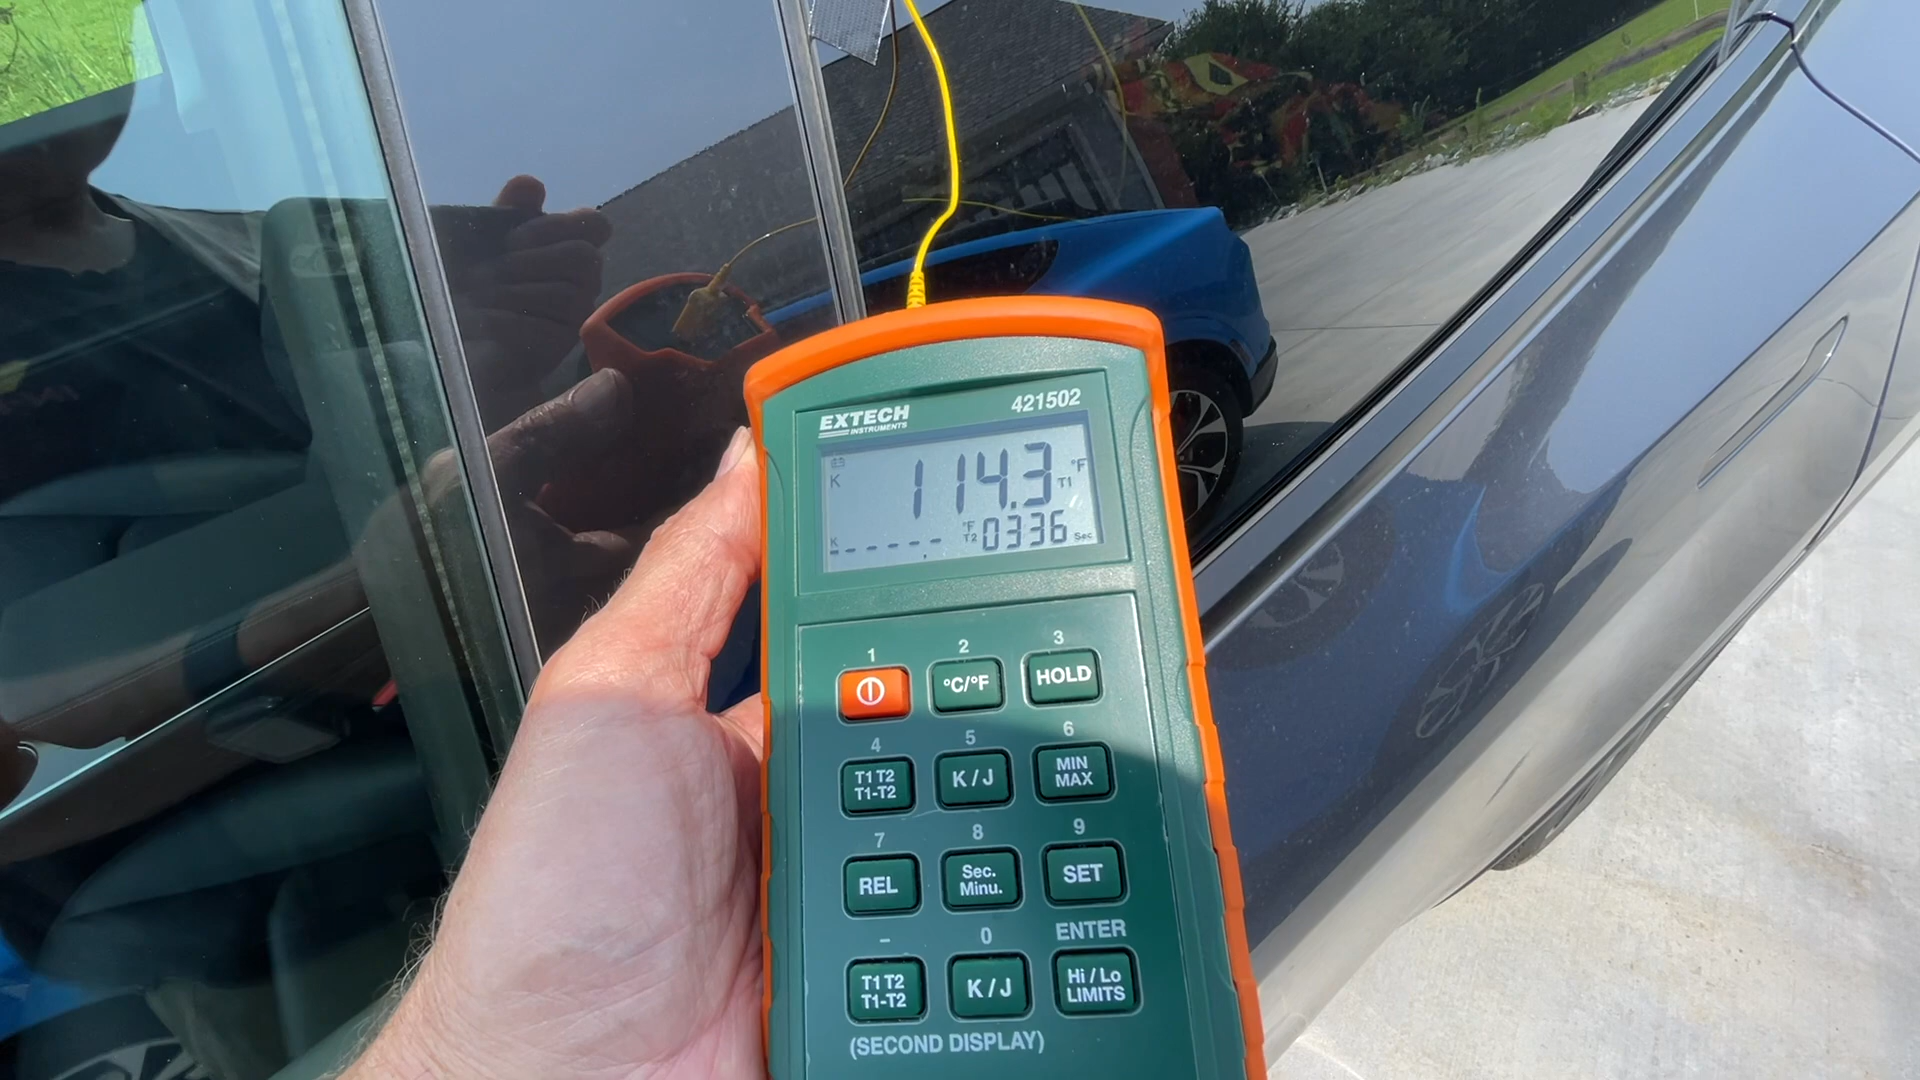 EXTECH
INSTRUMENTS
421502
K
114.3 °F
T1
K
-----
°F
T2
0336 Sec
1
2
3
°C/°F
HOLD
4
5
6
T1 T2
T1-T2
K / J
MIN
MAX
7
8
9
REL
Sec.
Minu.
SET
–
0
ENTER
T1 T2
T1-T2
K / J
Hi / Lo
LIMITS
(SECOND DISPLAY)